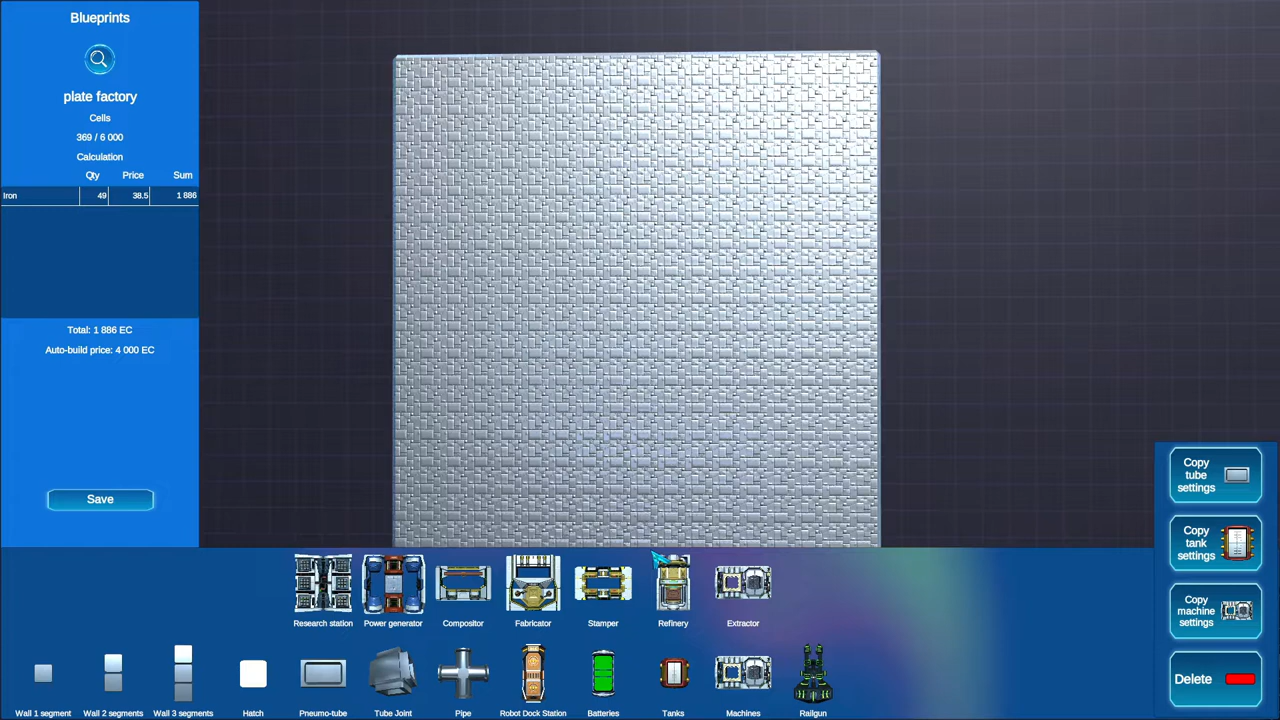 Blueprints
plate factory
Cells
369 / 6 000
Calculation
Qty Price Sum
Iron 49 38.5 1 886
Total: 1 886 EC
Auto-build price: 4 000 EC
Save
Copy
tube
settings
Copy
tank
settings
Copy
machine
settings
Delete
Research station Power generator Compositor Fabricator Stamper Refinery Extractor
Wall 1 segment Wall 2 segments Wall 3 segments Hatch Pneumo-tube Tube Joint Pipe Robot Dock Station Batteries Tanks Machines Railgun